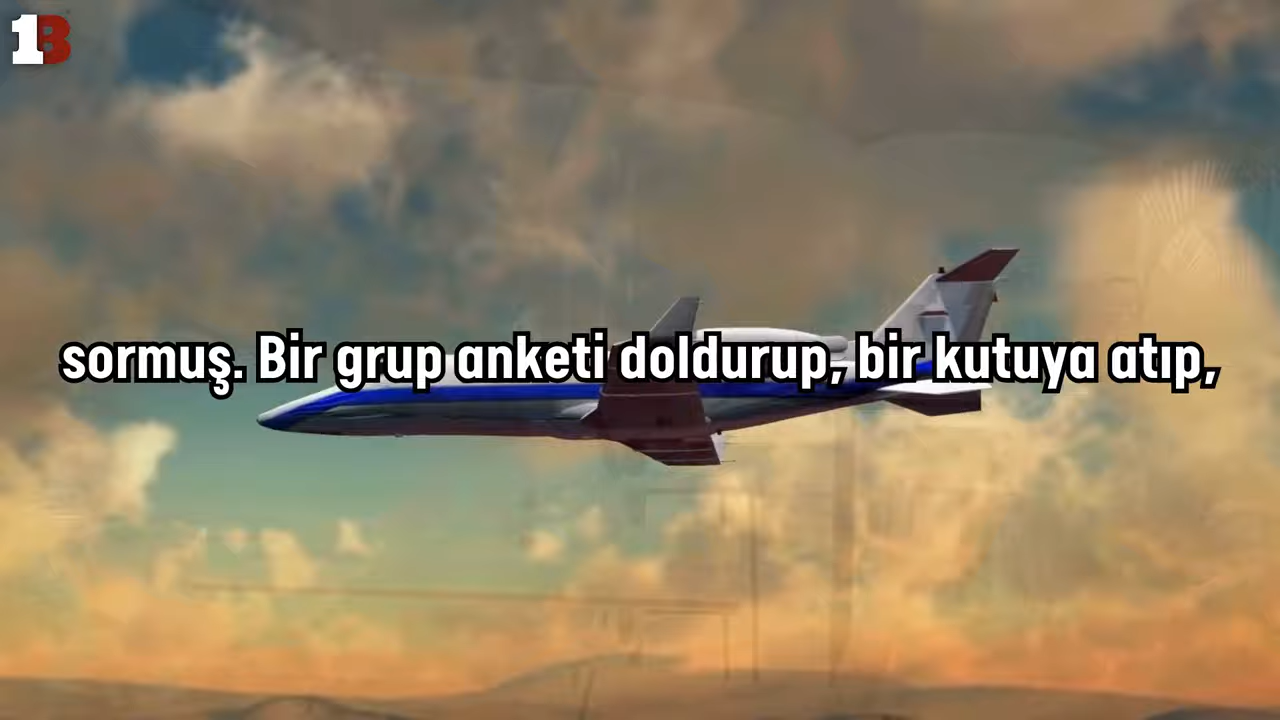 1B
sormuş. Bir grup anketi doldurup, bir kutuya atıp,